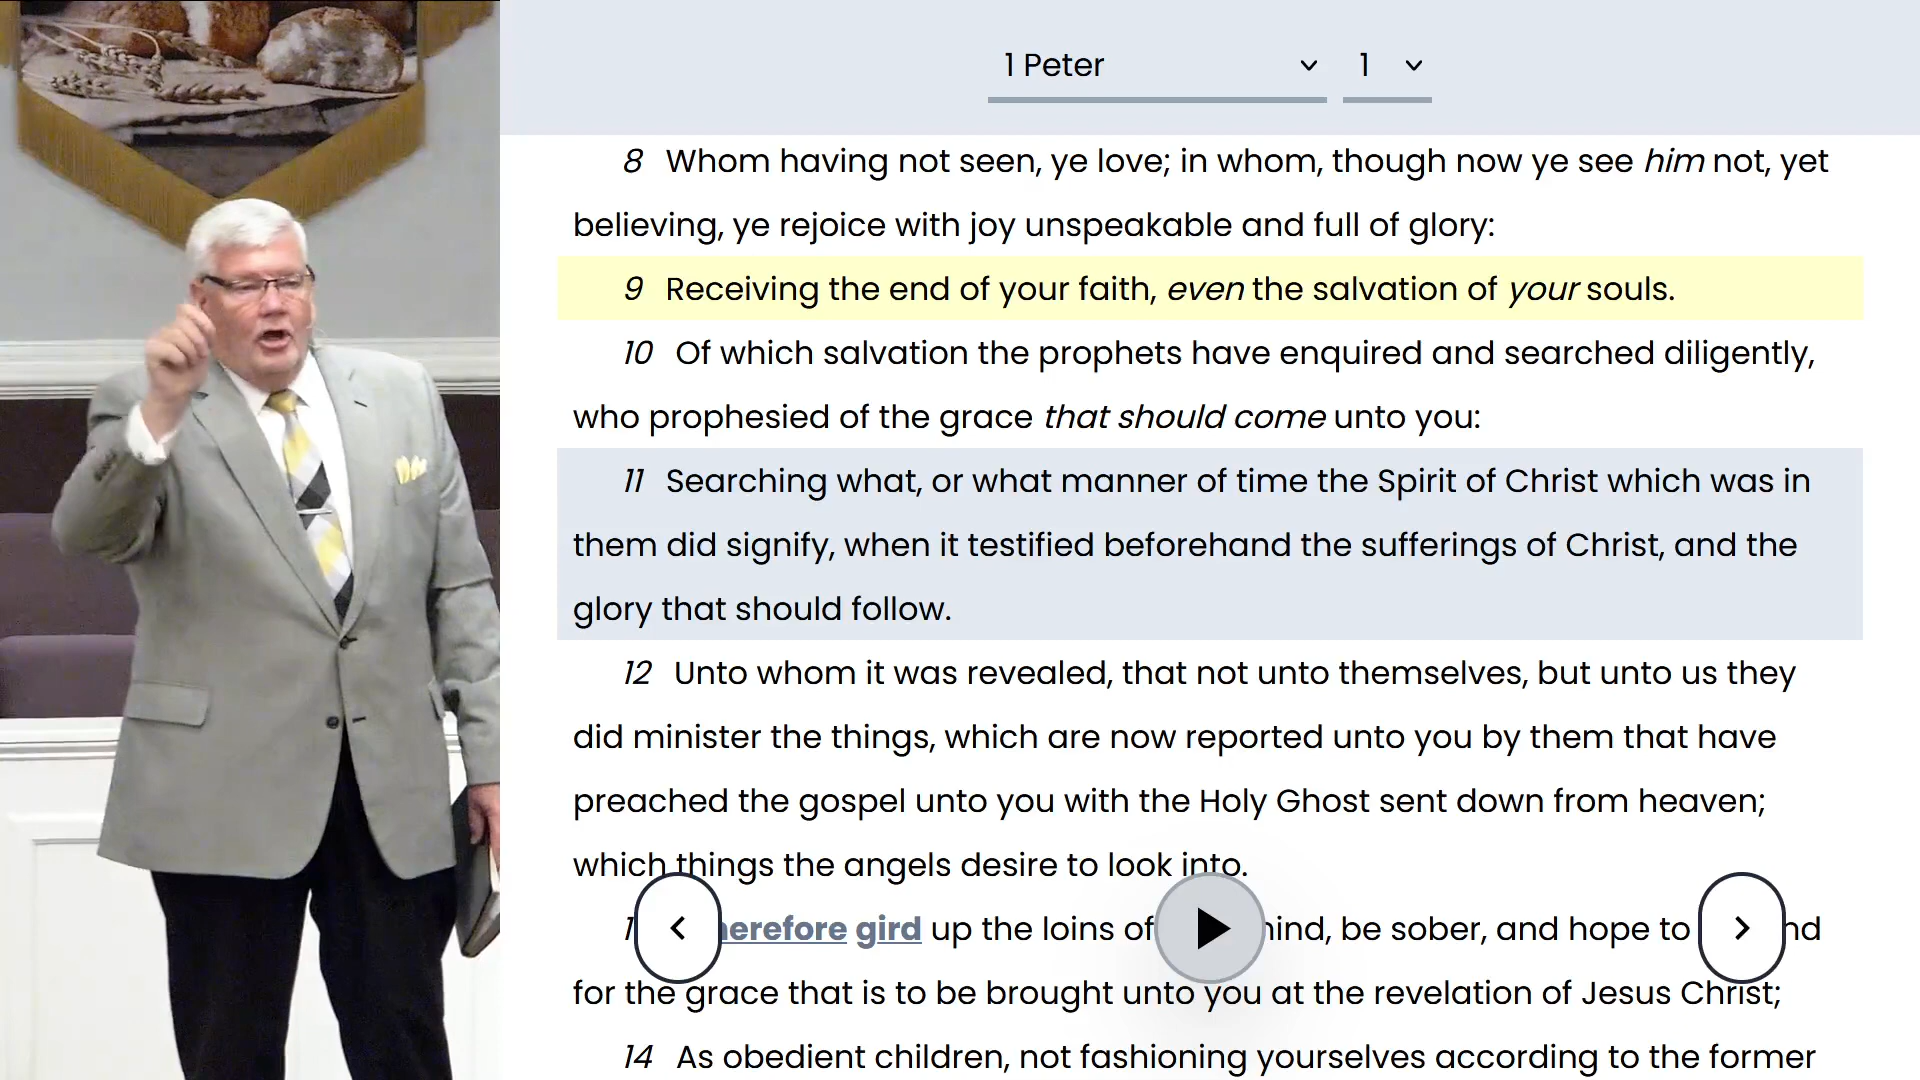 1 Peter 1
8 Whom having not seen, ye love; in whom, though now ye see him not, yet
believing, ye rejoice with joy unspeakable and full of glory:
9 Receiving the end of your faith, even the salvation of your souls.
10 Of which salvation the prophets have enquired and searched diligently,
who prophesied of the grace that should come unto you:
11 Searching what, or what manner of time the Spirit of Christ which was in
them did signify, when it testified beforehand the sufferings of Christ, and the
glory that should follow.
12 Unto whom it was revealed, that not unto themselves, but unto us they
did minister the things, which are now reported unto you by them that have
preached the gospel unto you with the Holy Ghost sent down from heaven;
which things the angels desire to look into.
gird up the loins of be sober, and hope to
for the grace that is to be brought unto you at the revelation of Jesus Christ;
14 As obedient children, not fashioning yourselves according to the former